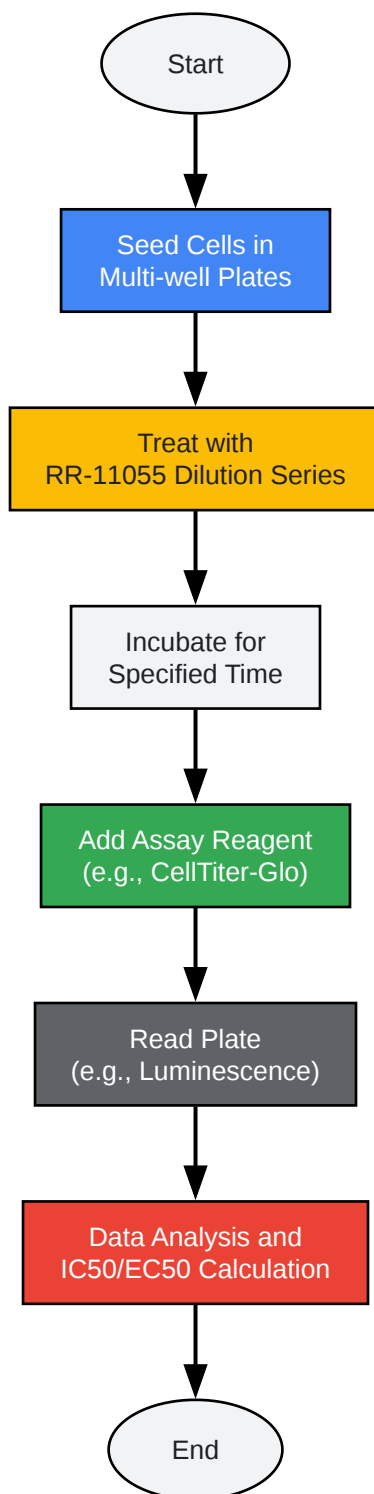 Start
Seed Cells in
Multi-well Plates
Treat with
RR-11055 Dilution Series
Incubate for
Specified Time
Add Assay Reagent
(e.g., CellTiter-Glo)
Read Plate
(e.g., Luminescence)
Data Analysis and
IC50/EC50 Calculation
End